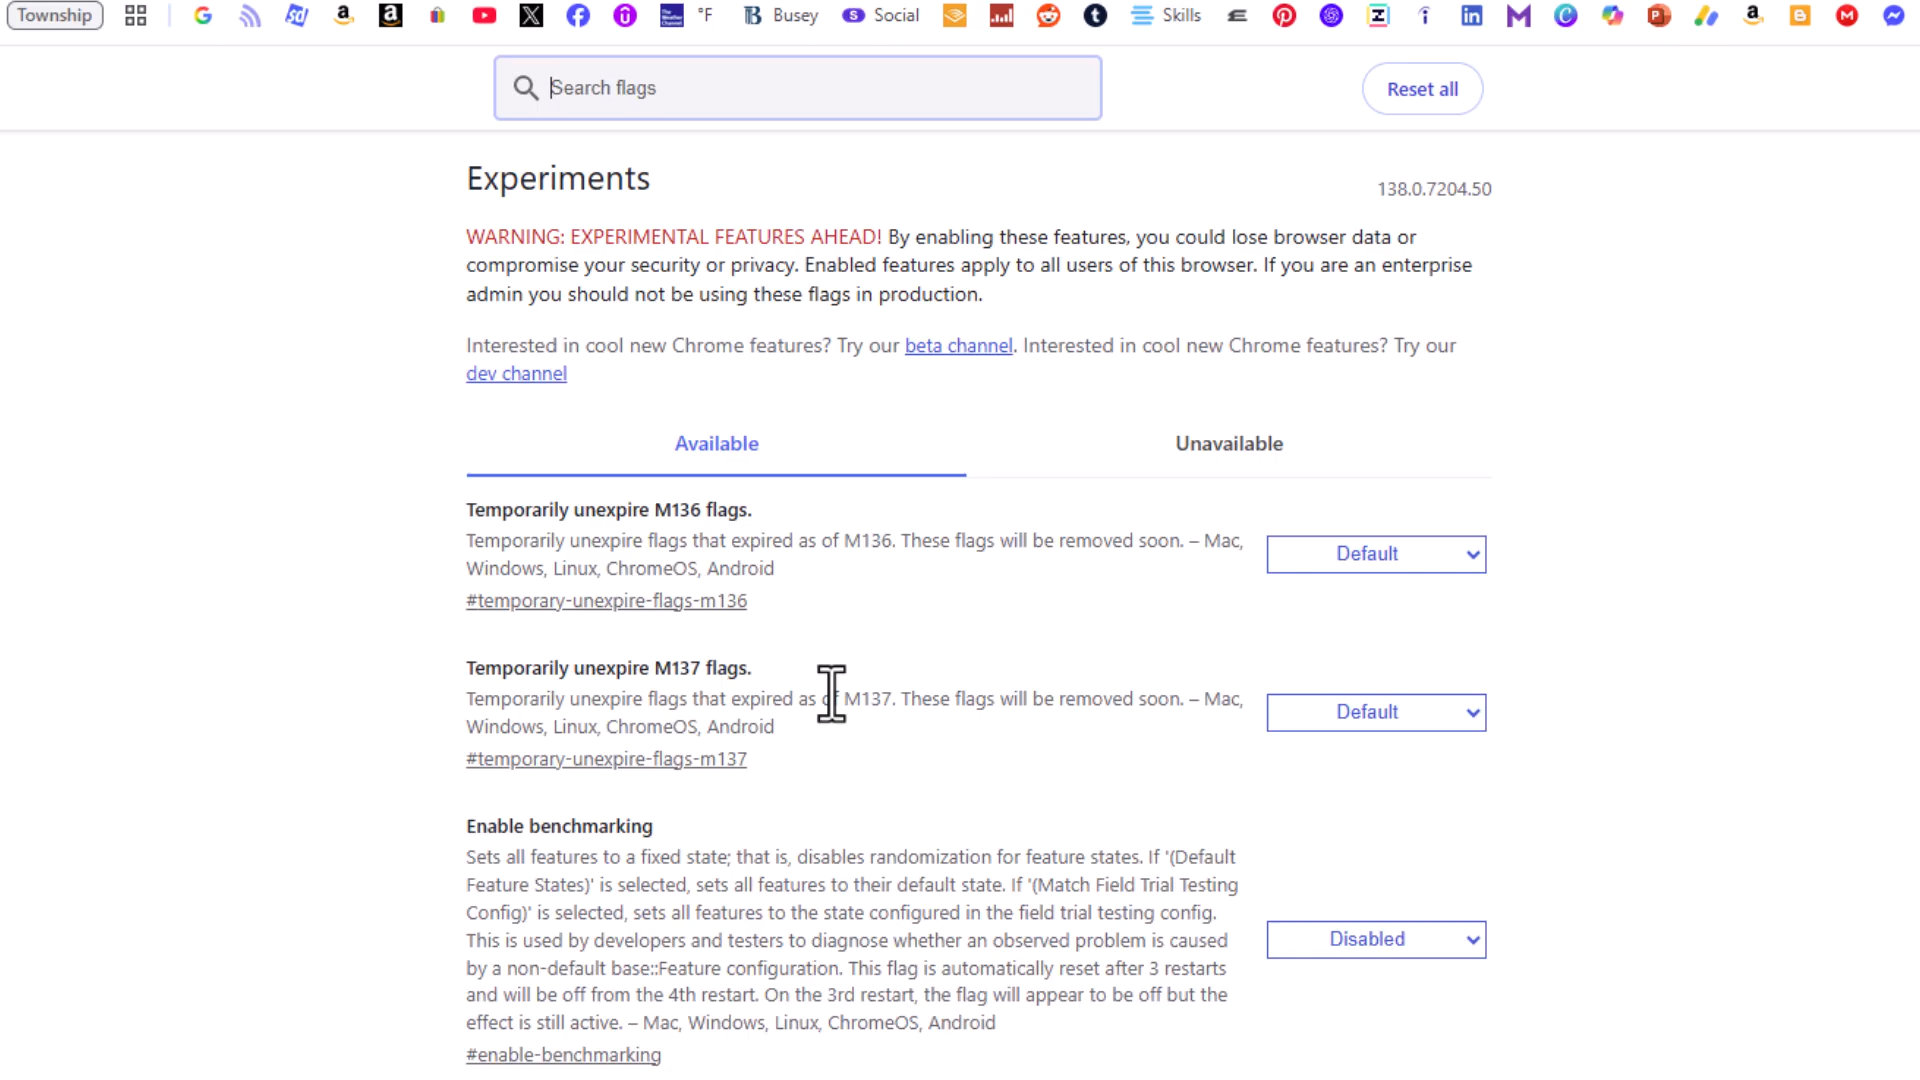 Township
°F
Busey
Social
Skills
Search flags
Reset all
Experiments
138.0.7204.50
WARNING: EXPERIMENTAL FEATURES AHEAD! By enabling these features, you could lose browser data or
compromise your security or privacy. Enabled features apply to all users of this browser. If you are an enterprise
admin you should not be using these flags in production.
Interested in cool new Chrome features? Try our beta channel. Interested in cool new Chrome features? Try our
dev channel
Available
Unavailable
Temporarily unexpire M136 flags.
Temporarily unexpire flags that expired as of M136. These flags will be removed soon. – Mac,
Windows, Linux, ChromeOS, Android
#temporary-unexpire-flags-m136
Default
Temporarily unexpire M137 flags.
Temporarily unexpire flags that expired as of M137. These flags will be removed soon. – Mac,
Windows, Linux, ChromeOS, Android
#temporary-unexpire-flags-m137
Default
Enable benchmarking
Sets all features to a fixed state; that is, disables randomization for feature states. If '(Default
Feature States)' is selected, sets all features to their default state. If '(Match Field Trial Testing
Config)' is selected, sets all features to the state configured in the field trial testing config.
This is used by developers and testers to diagnose whether an observed problem is caused
by a non-default base::Feature configuration. This flag is automatically reset after 3 restarts
and will be off from the 4th restart. On the 3rd restart, the flag will appear to be off but the
effect is still active. – Mac, Windows, Linux, ChromeOS, Android
#enable-benchmarking
Disabled